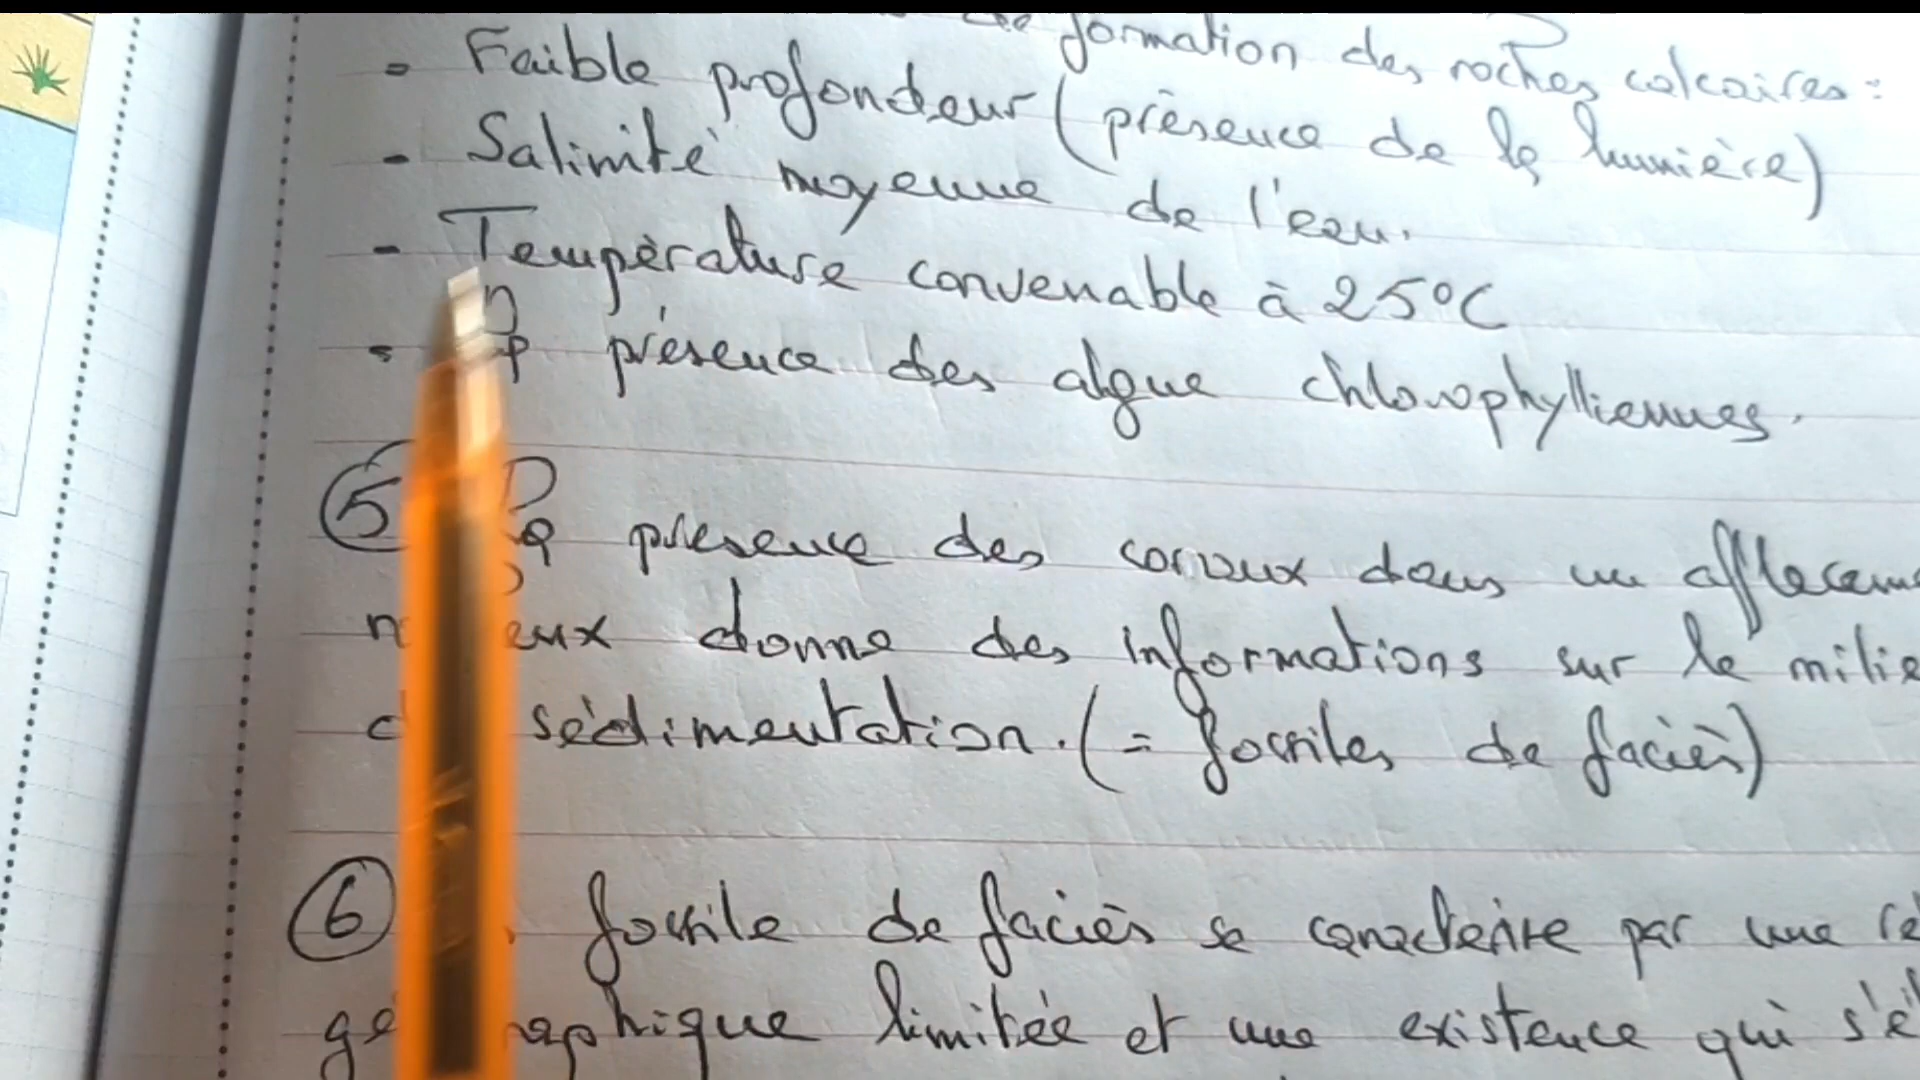 de formation des roches calcaires :
- Faible profondeur (présence de la lumière)
- Salinité moyenne de l'eau.
- Température convenable à 25°C
- présence des algue chlorophylliennes.
5 présence des coraux dans un
donne des informations sur le
sédimentation. (= fossiles de faciès)
6 fossile de faciès se caractérise par une
limitée et une existence qui